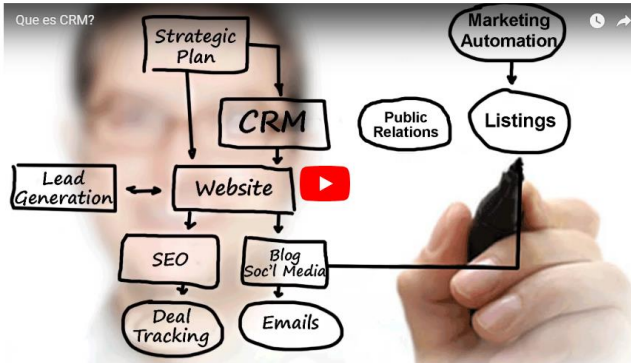 Que es CRM?
Strategic
Plan
Marketing
Automation
CRM
Public
Relations
Listings
Lead
Generation
Website
SEO
Blog
Soc'l Media
Deal
Tracking
Emails